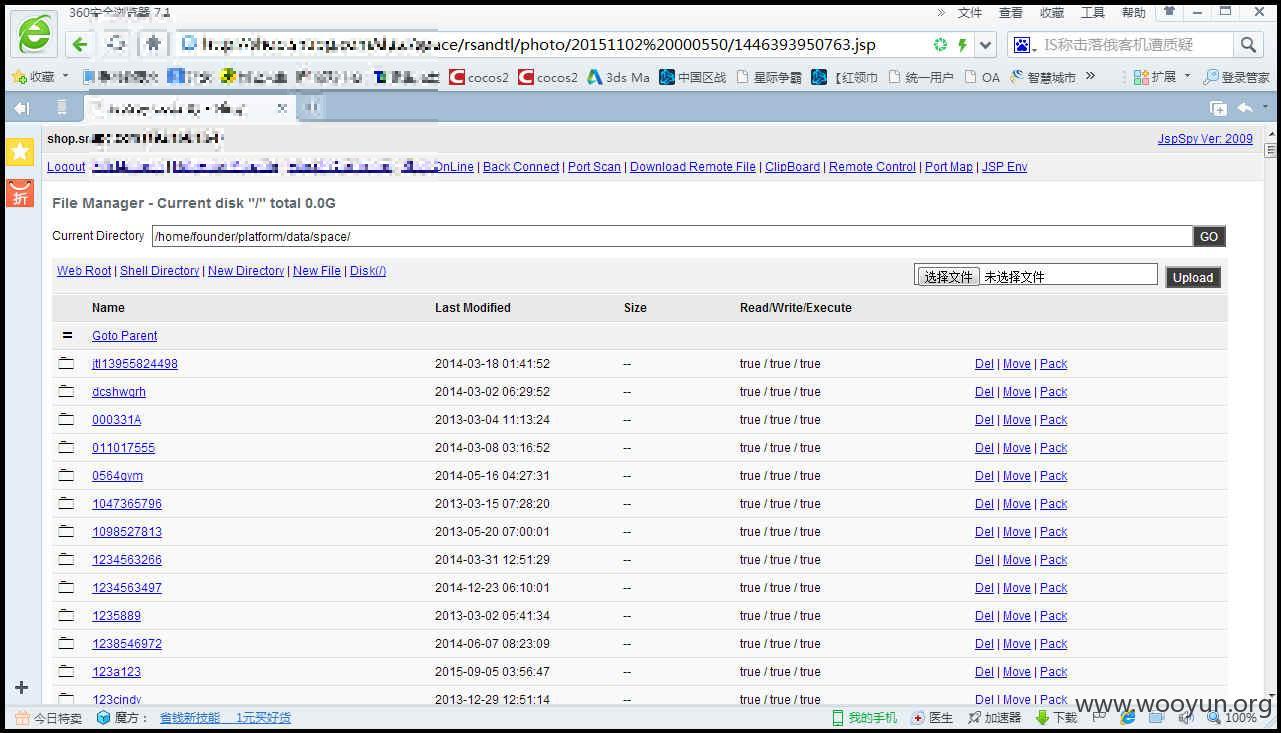 360安全浏览器 7.1
» 文件 查看 收藏 工具 帮助
space/rsandtl/photo/20151102%20000550/1446393950763.jsp
IS称击落俄客机遭质疑
收藏 cocos2 cocos2 3ds Ma 中国区战 星际争霸 【红领巾 统一用户 OA 智慧城市 » 扩展 登录管家
shop.sr
JspSpy Ver: 2009
Logout | OnLine | Back Connect | Port Scan | Download Remote File | ClipBoard | Remote Control | Port Map | JSP Env
折
File Manager - Current disk "/" total 0.0G
Current Directory /home/founder/platform/data/space/ GO
Web Root | Shell Directory | New Directory | New File | Disk(/) 选择文件 未选择文件 Upload
Name Last Modified Size Read/Write/Execute
= Goto Parent
jtl13955824498 2014-03-18 01:41:52 -- true / true / true Del | Move | Pack
dcshwqrh 2014-03-02 06:29:52 -- true / true / true Del | Move | Pack
000331A 2013-03-04 11:13:24 -- true / true / true Del | Move | Pack
011017555 2014-03-08 03:16:52 -- true / true / true Del | Move | Pack
0564qym 2014-05-16 04:27:31 -- true / true / true Del | Move | Pack
1047365796 2013-03-15 07:28:20 -- true / true / true Del | Move | Pack
1098527813 2013-05-20 07:00:01 -- true / true / true Del | Move | Pack
1234563266 2014-03-31 12:51:29 -- true / true / true Del | Move | Pack
1234563497 2014-12-23 06:10:01 -- true / true / true Del | Move | Pack
1235889 2013-03-02 05:41:34 -- true / true / true Del | Move | Pack
1238546972 2014-06-07 08:23:09 -- true / true / true Del | Move | Pack
123a123 2015-09-05 03:56:47 -- true / true / true Del | Move | Pack
123cindy 2013-12-29 12:51:14 -- true / true / true Del | Move | Pack
www.wooyun.org
今日特卖 魔方： 省钱新技能 1元买好货 我的手机 医生 加速器 下载 100%